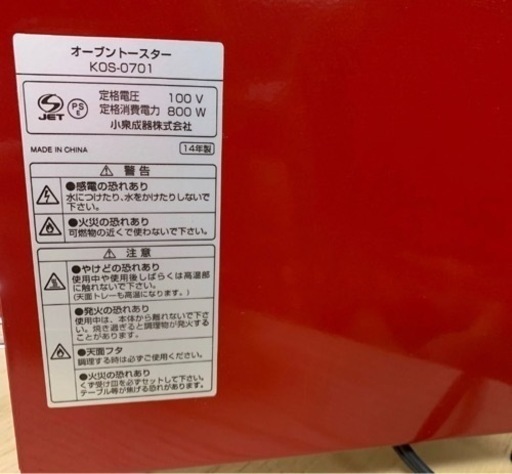 オーブントースター
KOS-0701
JET
PS
E
定格電圧 100 V
定格消費電力 800 W
小泉成器株式会社
MADE IN CHINA 14年製
⚠ 警告
●感電の恐れあり
水につけたり、水をかけたりしないで
下さい。
●火災の恐れあり
可燃物の近くで使わないで下さい。
⚠ 注意
●やけどの恐れあり
使用中や使用後しばらくは高温部
に触れないで下さい。
(天面トレーも高温になります。)
●発火の恐れあり
使用中は、本体から離れないで下さ
い。焼き過ぎると調理物が発火する
ことがあります。
●天面フタ
調理する時は必ずご使用ください。
●火災の恐れあり
くず受け皿を必ずセットして下さい。
テーブル等が焦げる恐れあり。